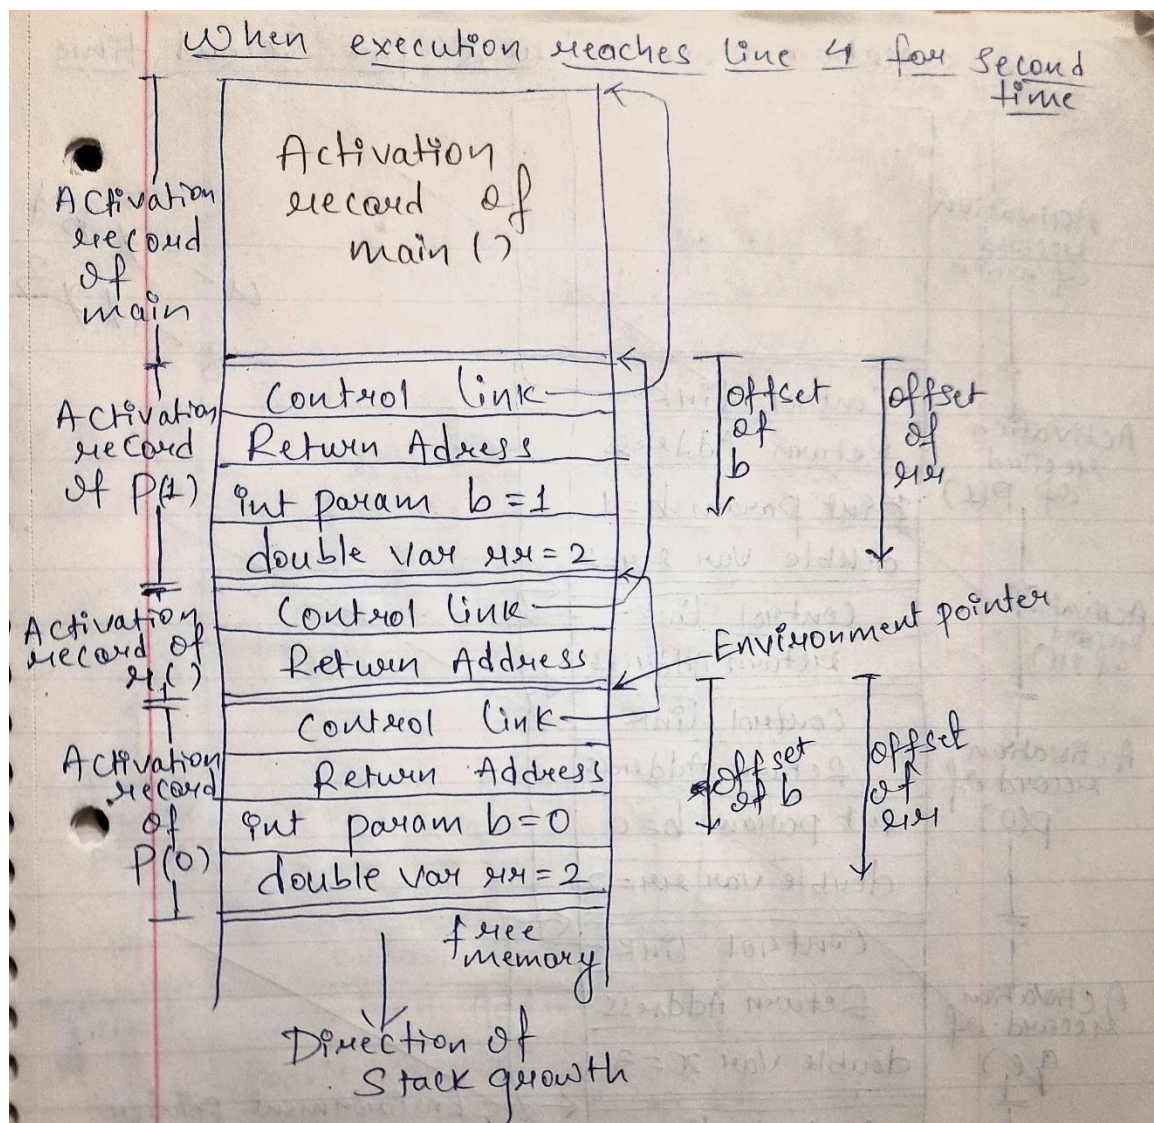 When execution reaches line 4 for second
time
Activation
record of
main ()
Activation
record
of
main
Control link
Return Adress
int param b=1
double var rr=2
Activation
record
of P(1)
offset
of
b
offset
of
rr
Control link
Return Address
Activation
record of
r()
Environment pointer
Control link
Return Address
int param b=0
double var rr=2
Activation
record
of
P(0)
offset
of b
offset
of
rr
free
memory
Direction of
Stack growth